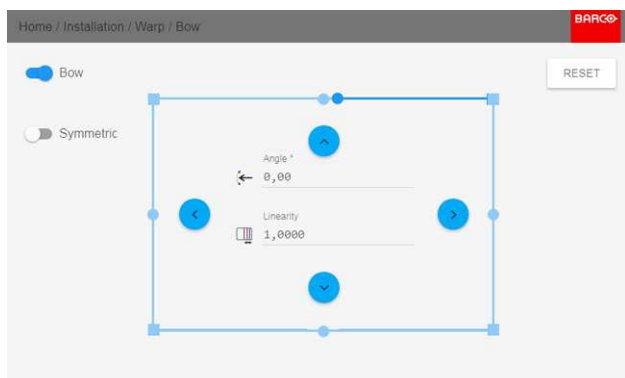 Home / Installation / Warp / Bow
BARCO
Bow
RESET
Symmetric
Angle *
0,00
Linearity
1,0000